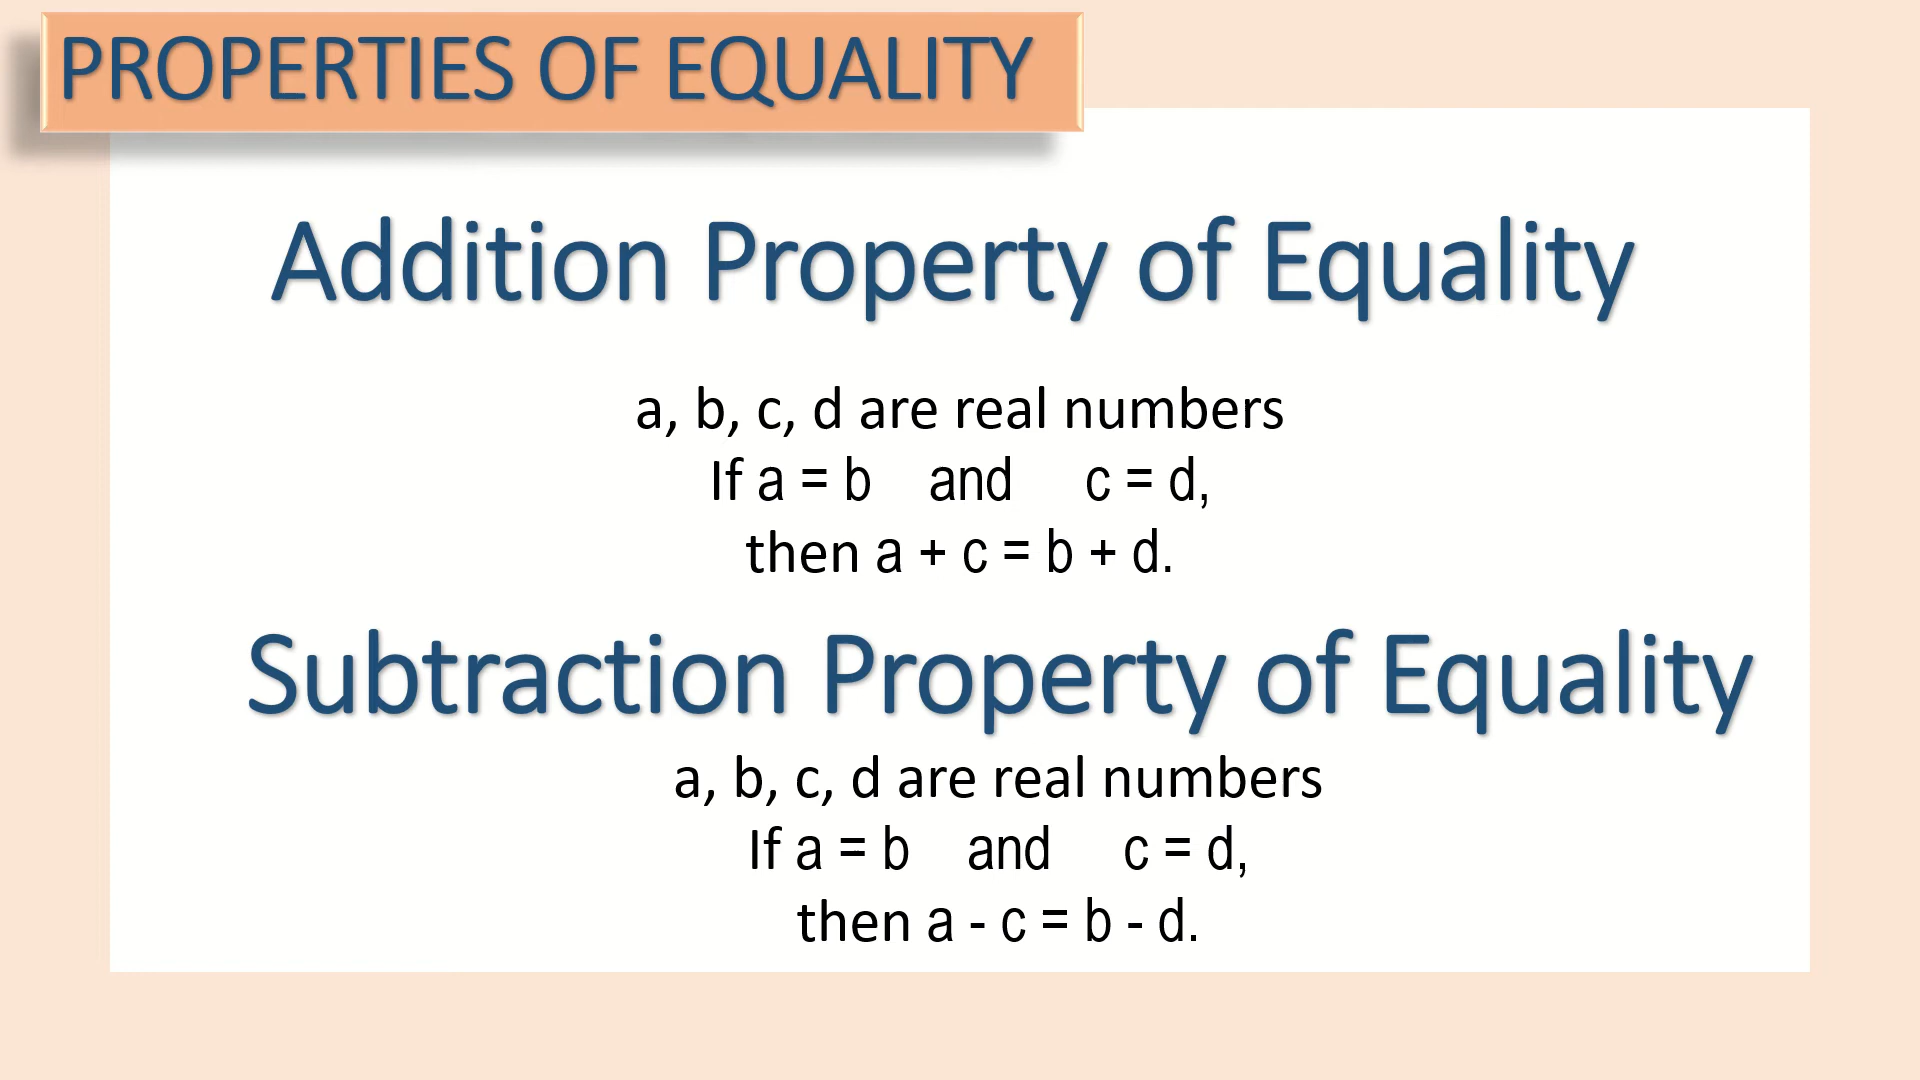 PROPERTIES OF EQUALITY
Addition Property of Equality
a, b, c, d are real numbers
If a = b and c = d,
then a + c = b + d.
Subtraction Property of Equality
a, b, c, d are real numbers
If a = b and c = d,
then a - c = b - d.